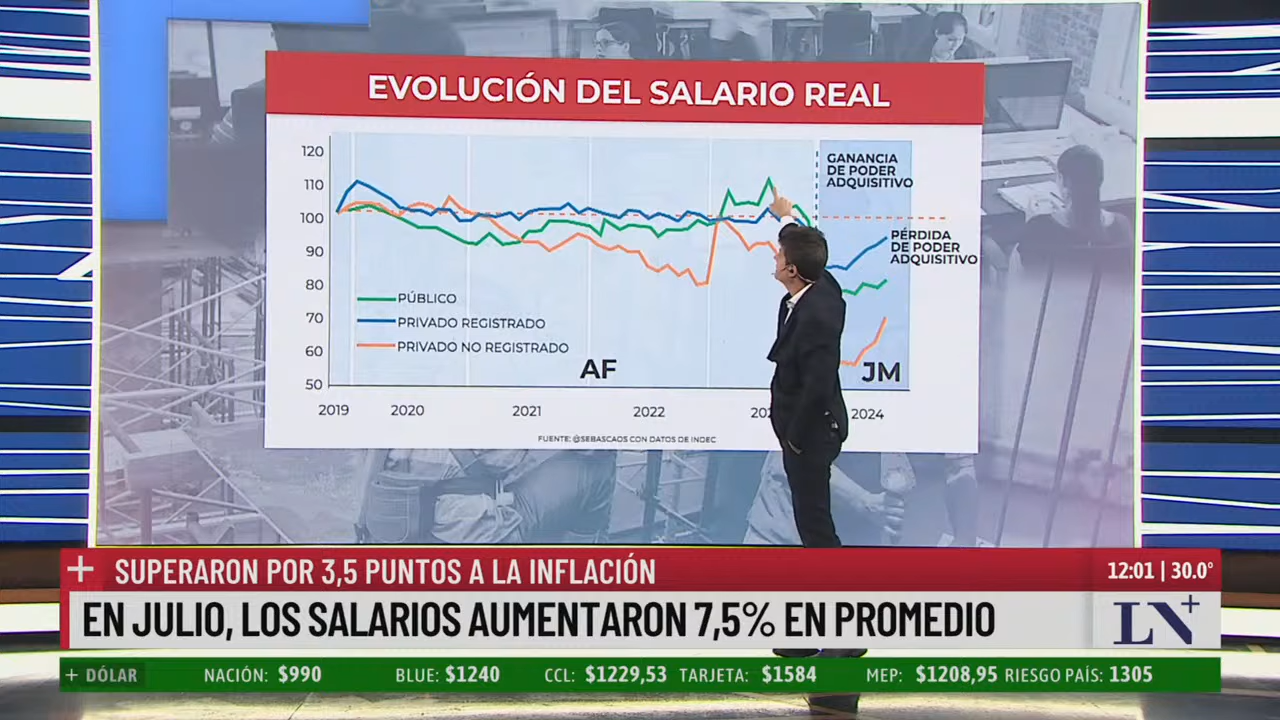 EVOLUCIÓN DEL SALARIO REAL
120
110
100
90
80
70
60
50
GANANCIA
DE PODER
ADQUISITIVO
PÉRDIDA
DE PODER
ADQUISITIVO
PÚBLICO
PRIVADO REGISTRADO
PRIVADO NO REGISTRADO
AF
JM
2019 2020 2021 2022 2024
FUENTE: @SEBASCAOS CON DATOS DE INDEC
+ SUPERARON POR 3,5 PUNTOS A LA INFLACIÓN
12:01 | 30.0°
EN JULIO, LOS SALARIOS AUMENTARON 7,5% EN PROMEDIO
LN+
+ DÓLAR NACIÓN: $990 BLUE: $1240 CCL: $1229,53 TARJETA: $1584 MEP: $1208,95 RIESGO PAÍS: 1305